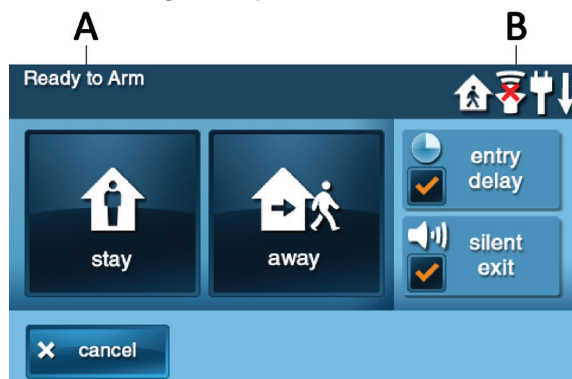 A
B
Ready to Arm
entry
delay
stay
away
silent
exit
cancel